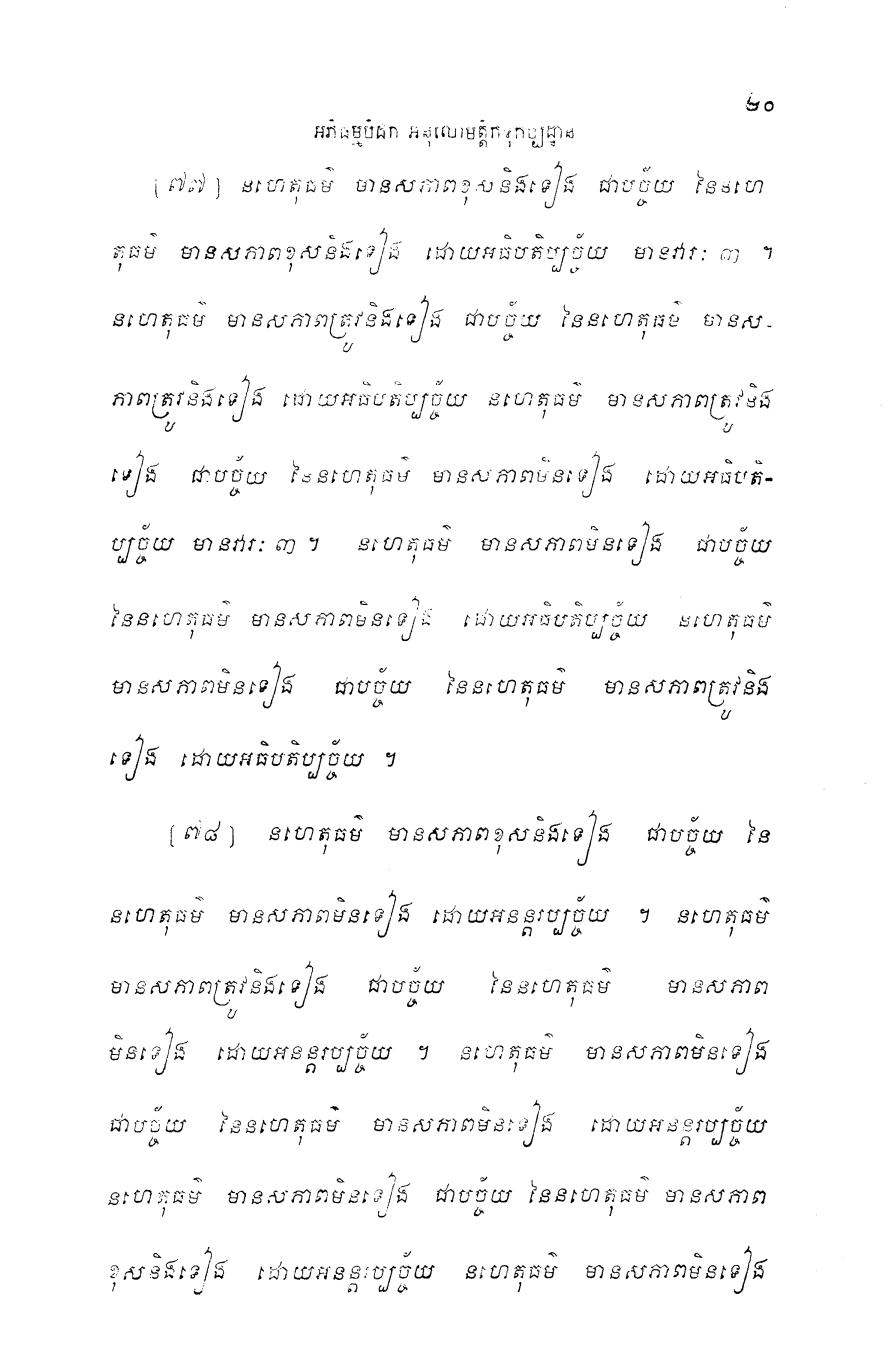 ២០
អភិធម្មបិដក អនុលោមត្តិកទុកប្បដ្ឋាន
[៧៧] នហេតុធម៌ មានសភាពខុសនិងទៀង ជាបច្ច័យ នៃនហេ
តុធម៌ មានសភាពខុសនិងទៀង ដោយអធិបតិប្បច្ច័យ មានវារៈ ៣ ។
នហេតុធម៌ មានសភាពត្រូវនិងទៀង ជាបច្ច័យ នៃនហេតុធម៌ មានស-
ភាពត្រូវនិងទៀង ដោយអធិបតិប្បច្ច័យ នហេតុធម៌ មានសភាពត្រូវនិង
ទៀង ជាបច្ច័យ នៃនហេតុធម៌ មានសភាពមិនទៀង ដោយអធិបតិ-
ប្បច្ច័យ មានវារៈ ៣ ។ នហេតុធម៌ មានសភាពមិនទៀង ជាបច្ច័យ
នៃនហេតុធម៌ មានសភាពមិនទៀង ដោយអធិបតិប្បច្ច័យ នហេតុធម៌
មានសភាពមិនទៀង ជាបច្ច័យ នៃនហេតុធម៌ មានសភាពត្រូវនិង
ទៀង ដោយអធិបតិប្បច្ច័យ ។
[៧៨] នហេតុធម៌ មានសភាពខុសនិងទៀង ជាបច្ច័យ នៃ
នហេតុធម៌ មានសភាពមិនទៀង ដោយអនន្តរប្បច្ច័យ ។ នហេតុធម៌
មានសភាពត្រូវនិងទៀង ជាបច្ច័យ នៃនហេតុធម៌ មានសភាព
មិនទៀង ដោយអនន្តរប្បច្ច័យ ។ នហេតុធម៌ មានសភាពមិនទៀង
ជាបច្ច័យ នៃនហេតុធម៌ មានសភាពមិនទៀង ដោយអនន្តរប្បច្ច័យ
នហេតុធម៌ មានសភាពមិនទៀង ជាបច្ច័យ នៃនហេតុធម៌ មានសភាព
ខុសនិងទៀង ដោយអនន្តរប្បច្ច័យ នហេតុធម៌ មានសភាពមិនទៀង